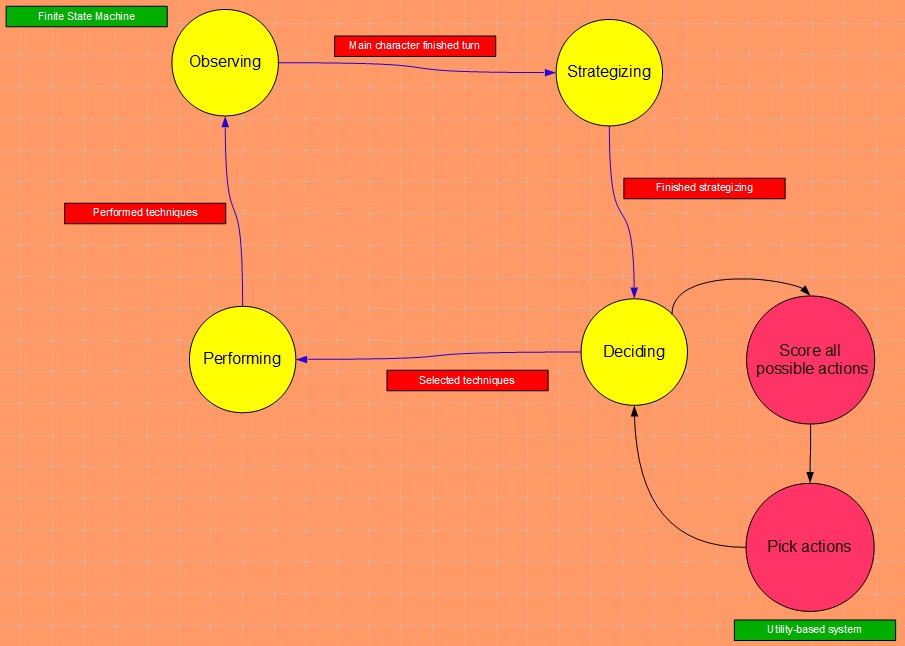 Finite State Machine
Observing
Main character finished turn
Strategizing
Finished strategizing
Performed techniques
Performing
Deciding
Selected techniques
Score all
possible actions
Pick actions
Utility-based system